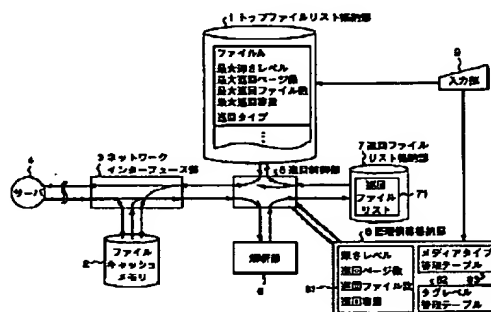 1 トップファイルリスト格納部
ファイルA
最大深さレベル
最大巡回ページ数
最大巡回ファイル数
最大巡回容量
巡回タイプ
9
入力部
7 巡回ファイル
リスト格納部
3 ネットワーク
インターフェース部
5 巡回制御部
4
サーバ
巡回
ファイル
リスト
71
ファイル
キャッシュ
メモリ
2
解析部
6
8 管理情報格納部
深さレベル
巡回ページ数
巡回ファイル数
巡回容量
81
メディアタイプ
管理テーブル
82
83
タグレベル
管理テーブル